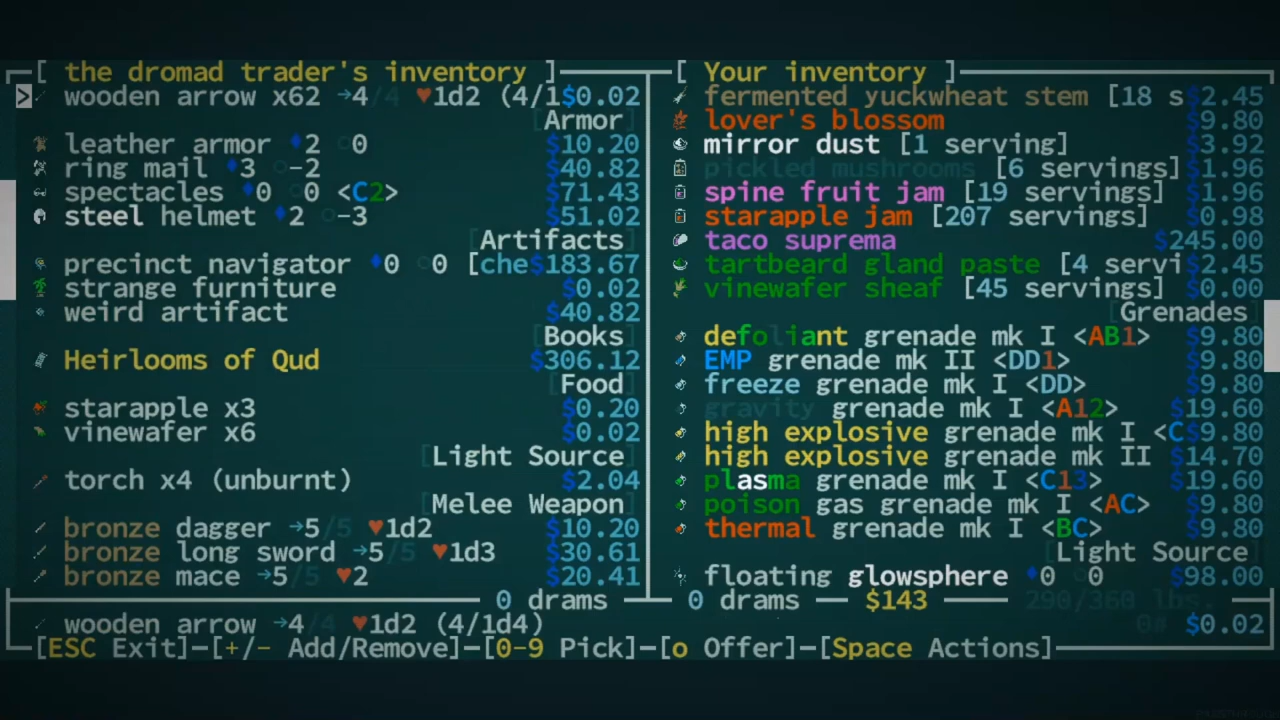 [ the dromad trader's inventory ]
> wooden arrow x62 →4/4 ♥1d2 (4/1$0.02
[Armor]
leather armor ♦2 ○0 $10.20
ring mail ♦3 ○-2 $40.82
spectacles ♦0 ○0 <C2> $71.43
steel helmet ♦2 ○-3 $51.02
[Artifacts]
precinct navigator ♦0 ○0 [che$183.67
strange furniture $0.02
weird artifact $40.82
[Books]
Heirlooms of Qud $306.12
[Food]
starapple x3 $0.20
vinewafer x6 $0.02
[Light Source]
torch x4 (unburnt) $2.04
[Melee Weapon]
bronze dagger →5/5 ♥1d2 $10.20
bronze long sword →5/5 ♥1d3 $30.61
bronze mace →5/5 ♥2 $20.41
[ Your inventory ]
fermented yuckwheat stem [18 s$2.45
lover's blossom $9.80
mirror dust [1 serving] $3.92
pickled mushrooms [6 servings] $1.96
spine fruit jam [19 servings] $1.96
starapple jam [207 servings] $0.98
taco suprema $245.00
tartbeard gland paste [4 servi$2.45
vinewafer sheaf [45 servings] $0.00
[Grenades]
defoliant grenade mk I <AB1> $9.80
EMP grenade mk II <DD1> $9.80
freeze grenade mk I <DD> $9.80
gravity grenade mk I <A12> $19.60
high explosive grenade mk I <C$9.80
high explosive grenade mk II $14.70
plasma grenade mk I <C13> $19.60
poison gas grenade mk I <AC> $9.80
thermal grenade mk I <BC> $9.80
[Light Source]
floating glowsphere ♦0 ○0 $98.00
0 drams — 0 drams — $143 — 290/360 lbs.
wooden arrow →4/4 ♥1d2 (4/1d4) 0# $0.02
[ESC Exit]—[+/- Add/Remove]—[0-9 Pick]—[o Offer]—[Space Actions]